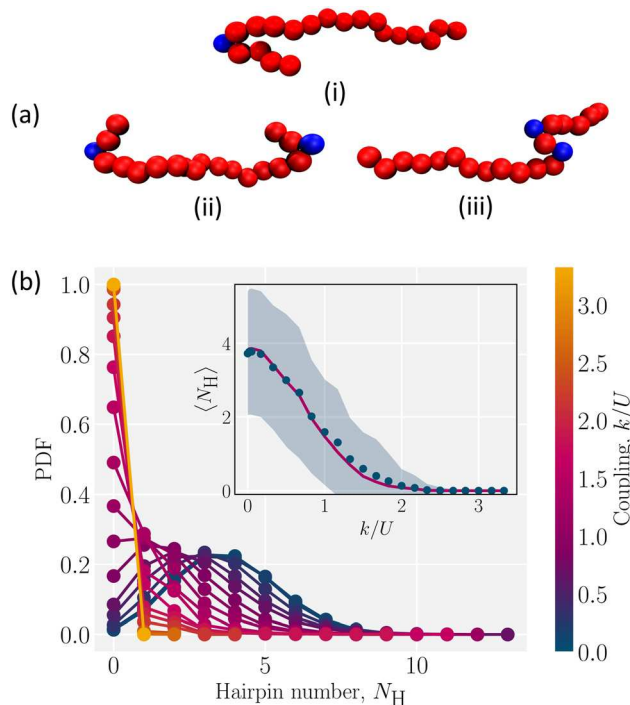 (a)
(i)
(ii)
(iii)
(b)
PDF
1.0
0.8
0.6
0.4
0.2
0.0
0
5
10
Hairpin number, N_H
⟨N_H⟩
4
2
0
0
1
2
3
k/U
3.0
2.5
2.0
1.5
1.0
0.5
0.0
Coupling, k/U